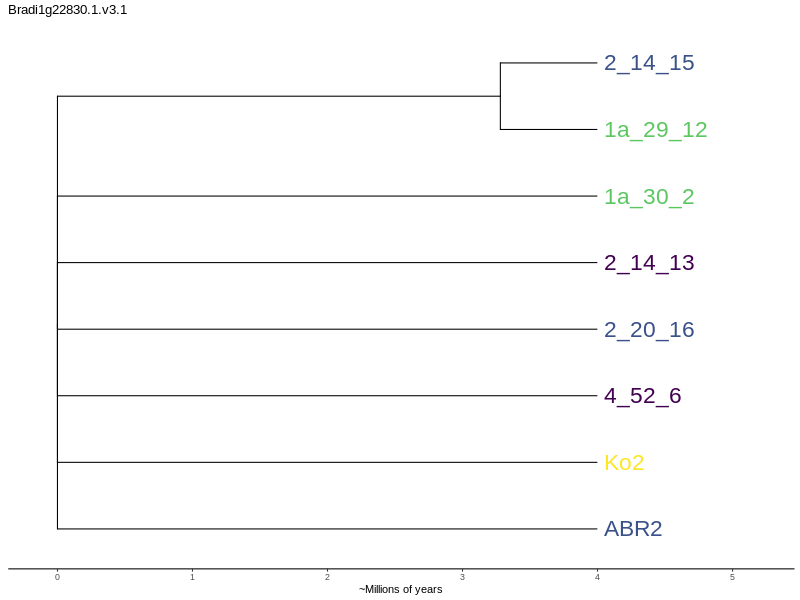 Bradi1g22830.1.v3.1
2_14_15
1a_29_12
1a_30_2
2_14_13
2_20_16
4_52_6
Ko2
ABR2
0 1 2 3 4 5
~Millions of years